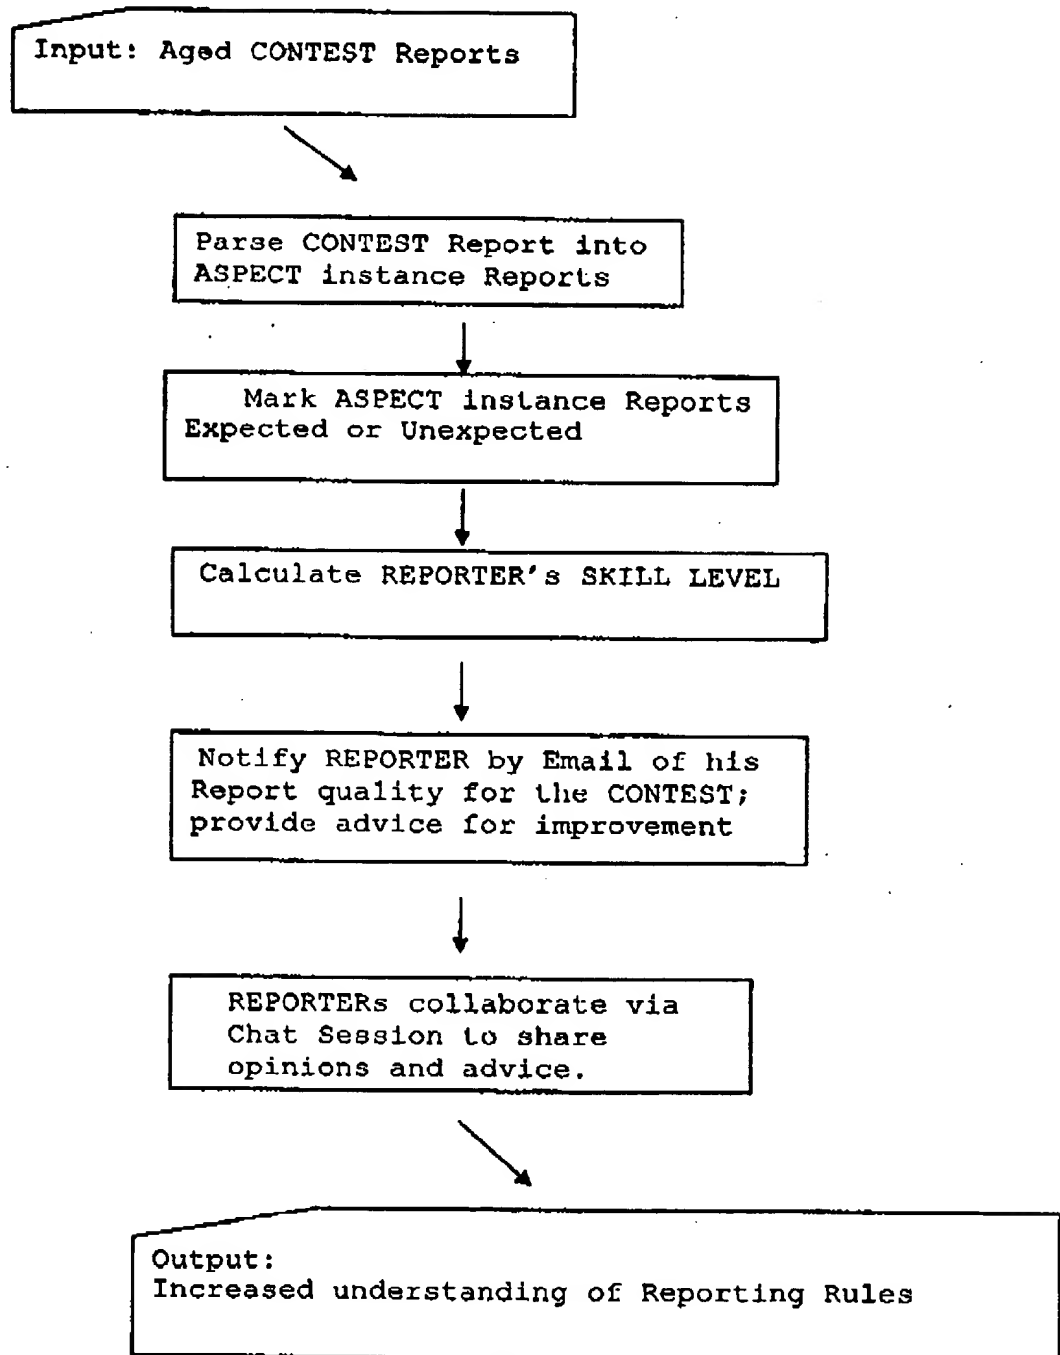 Input: Aged CONTEST Reports
Parse CONTEST Report into
ASPECT instance Reports
Mark ASPECT instance Reports
Expected or Unexpected
Calculate REPORTER's SKILL LEVEL
Notify REPORTER by Email of his
Report quality for the CONTEST;
provide advice for improvement
REPORTERs collaborate via
Chat Session to share
opinions and advice.
Output:
Increased understanding of Reporting Rules